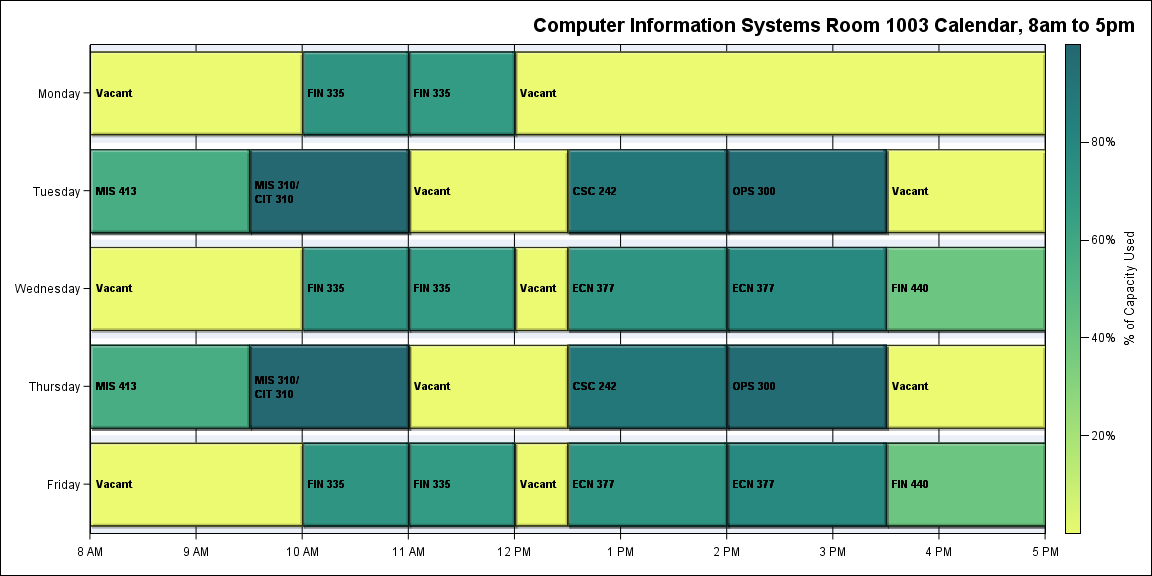 Computer Information Systems Room 1003 Calendar, 8am to 5pm
Monday
Vacant
FIN 335
FIN 335
Vacant
Tuesday
MIS 413
MIS 310/
CIT 310
Vacant
CSC 242
OPS 300
Vacant
Wednesday
Vacant
FIN 335
FIN 335
Vacant
ECN 377
ECN 377
FIN 440
Thursday
MIS 413
MIS 310/
CIT 310
Vacant
CSC 242
OPS 300
Vacant
Friday
Vacant
FIN 335
FIN 335
Vacant
ECN 377
ECN 377
FIN 440
8 AM
9 AM
10 AM
11 AM
12 PM
1 PM
2 PM
3 PM
4 PM
5 PM
80%
60%
40%
20%
% of Capacity Used